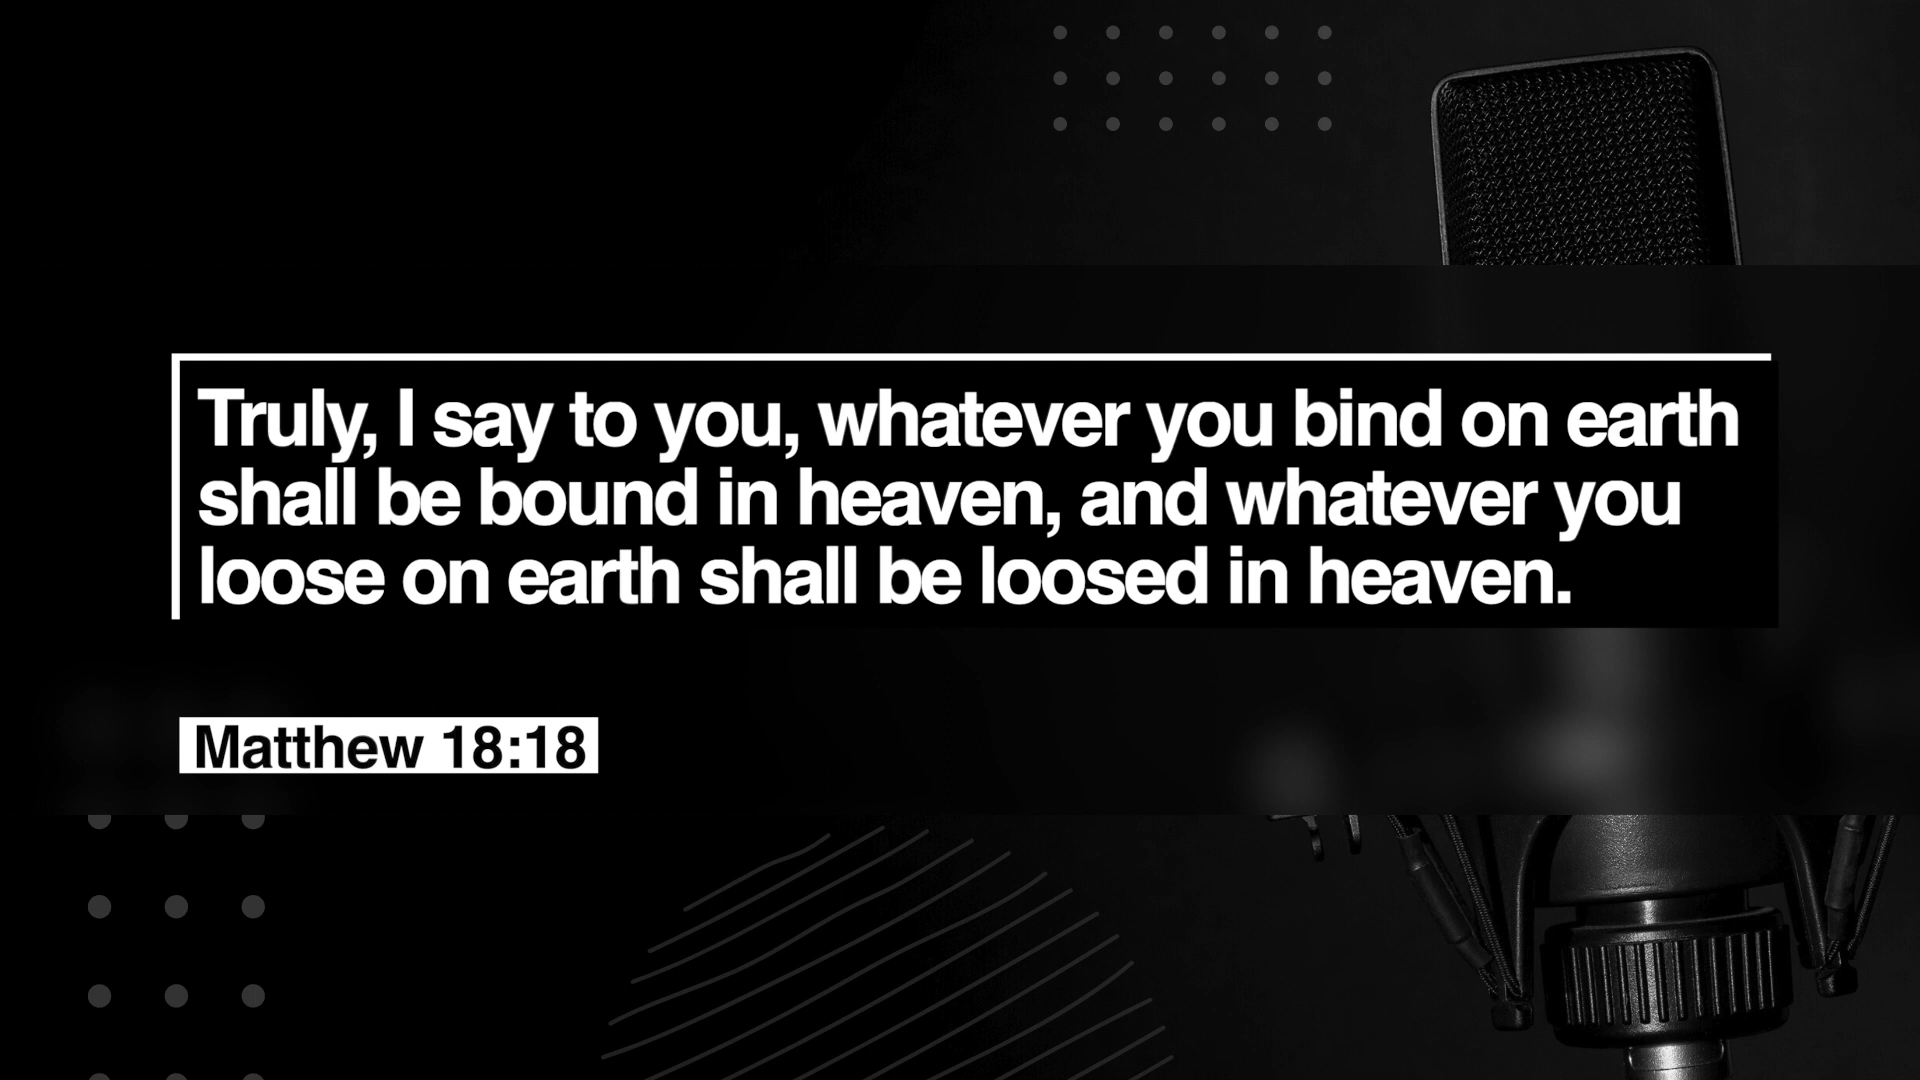 Truly, I say to you, whatever you bind on earth
shall be bound in heaven, and whatever you
loose on earth shall be loosed in heaven.
Matthew 18:18